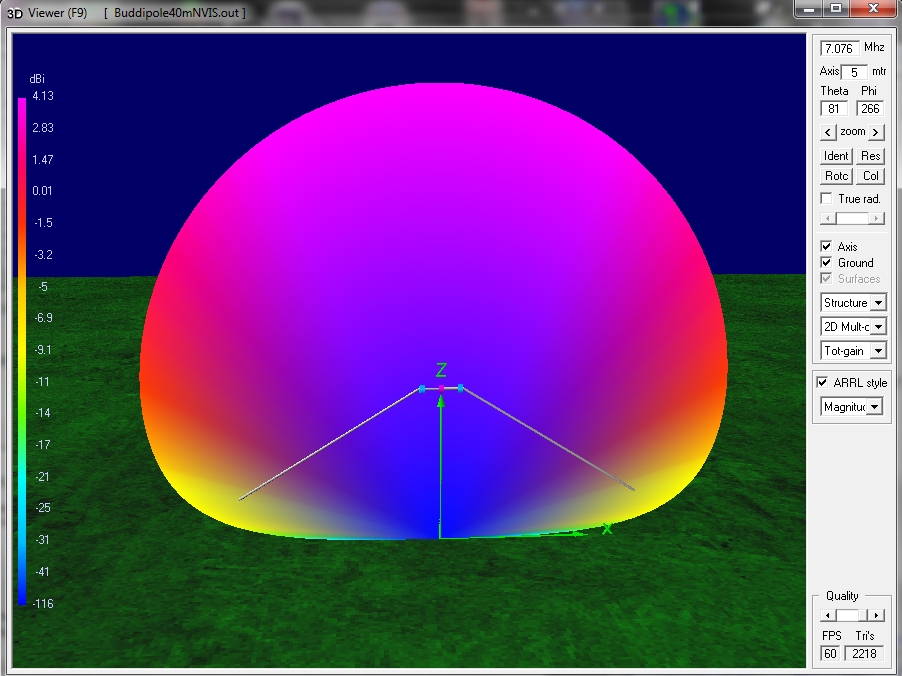 3D Viewer (F9) [ Buddipole40mNVIS.out ]
dBi
4.13
2.83
1.47
0.01
-1.5
-3.2
-5
-6.9
-9.1
-11
-14
-17
-21
-25
-31
-41
-116
Z
X
7.076 Mhz
Axis 5 mtr
Theta Phi
81 266
< zoom >
Ident Res
Rotc Col
True rad.
Axis
Ground
Surfaces
Structure
2D Mult-c
Tot-gain
ARRL style
Magnituc
Quality
FPS Tri's
60 2218